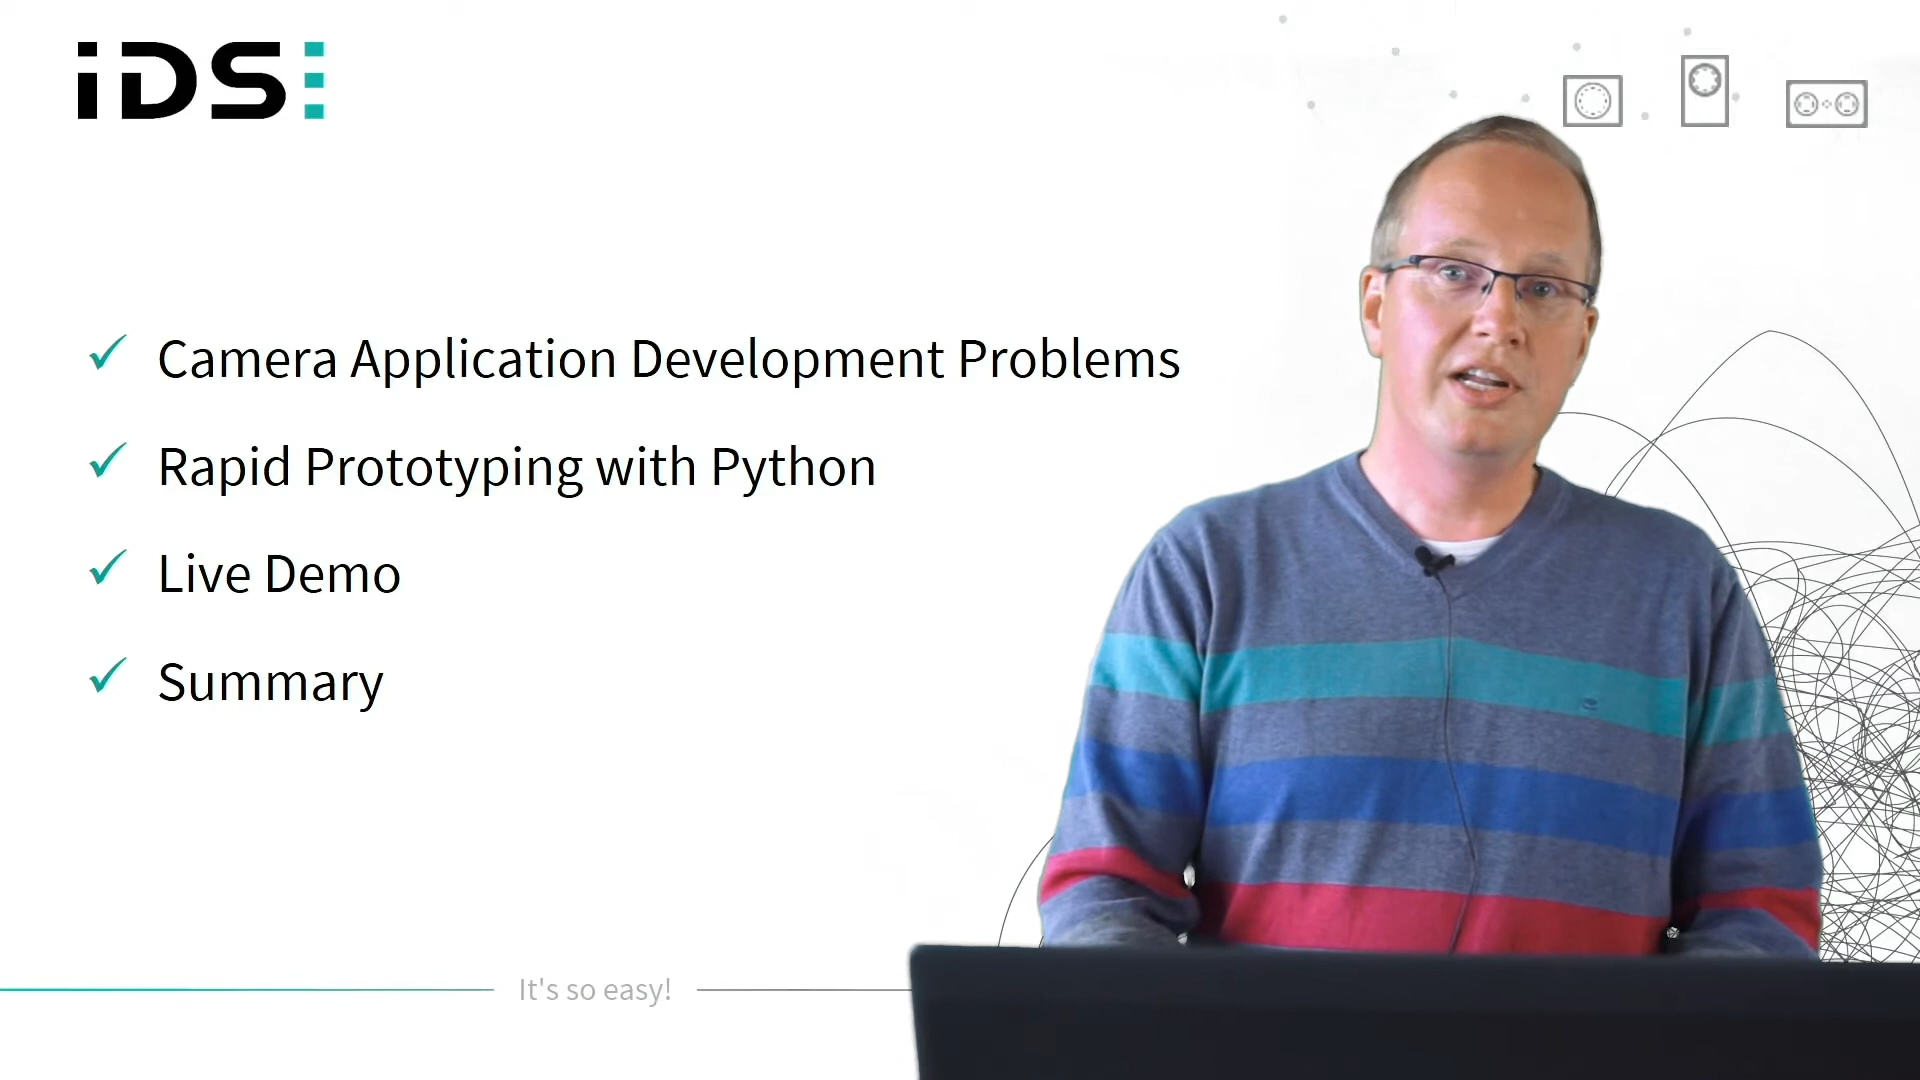 iDS
Camera Application Development Problems
Rapid Prototyping with Python
Live Demo
Summary
It's so easy!